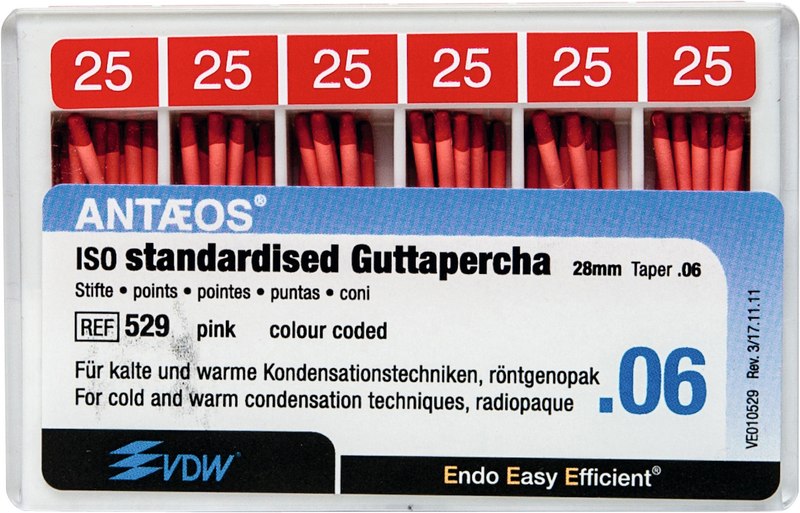 25 25 25 25 25 25
ANTÆOS®
ISO standardised Guttapercha 28mm Taper .06
Stifte • points • pointes • puntas • coni
REF 529 pink colour coded
Für kalte und warme Kondensationstechniken, röntgenopak
For cold and warm condensation techniques, radiopaque
.06
VE010529 Rev. 3/17.11.11
VDW®
Endo Easy Efficient®